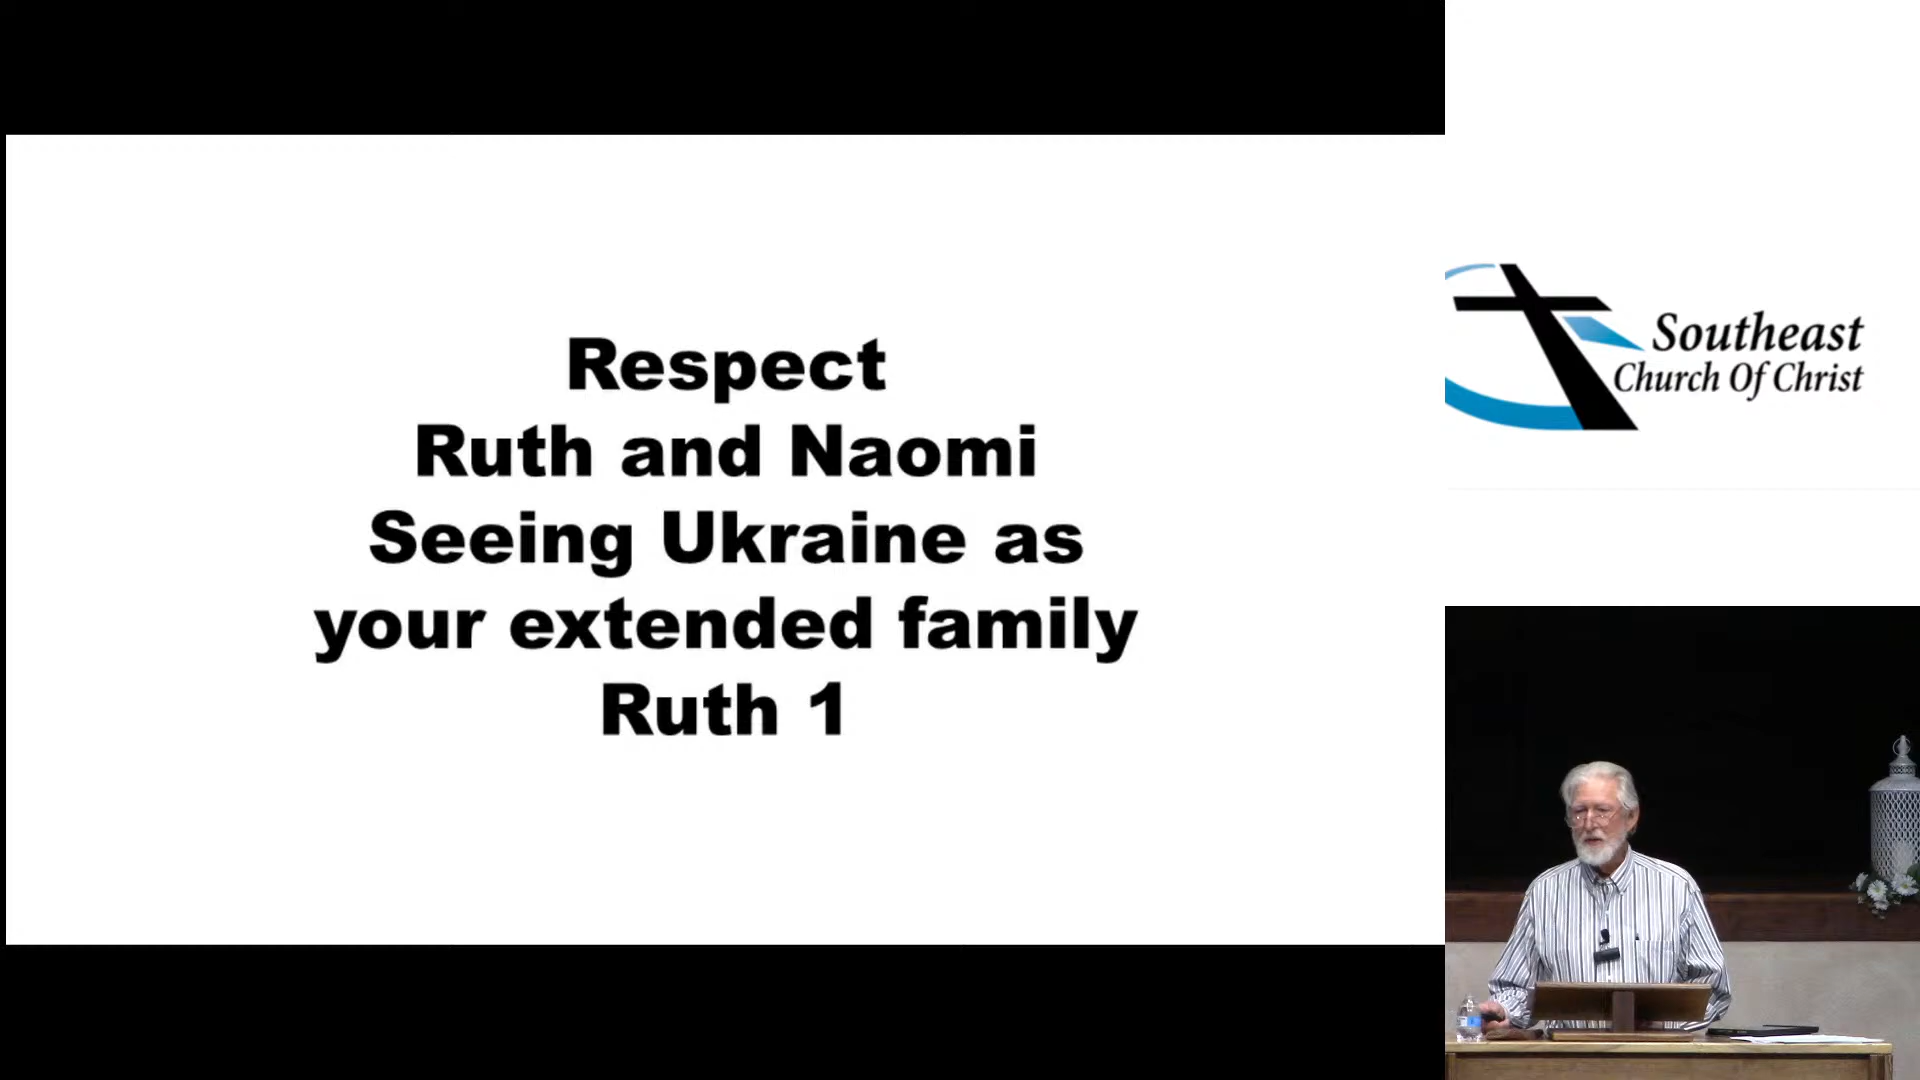 Respect
Ruth and Naomi
Seeing Ukraine as
your extended family
Ruth 1
Southeast
Church Of Christ